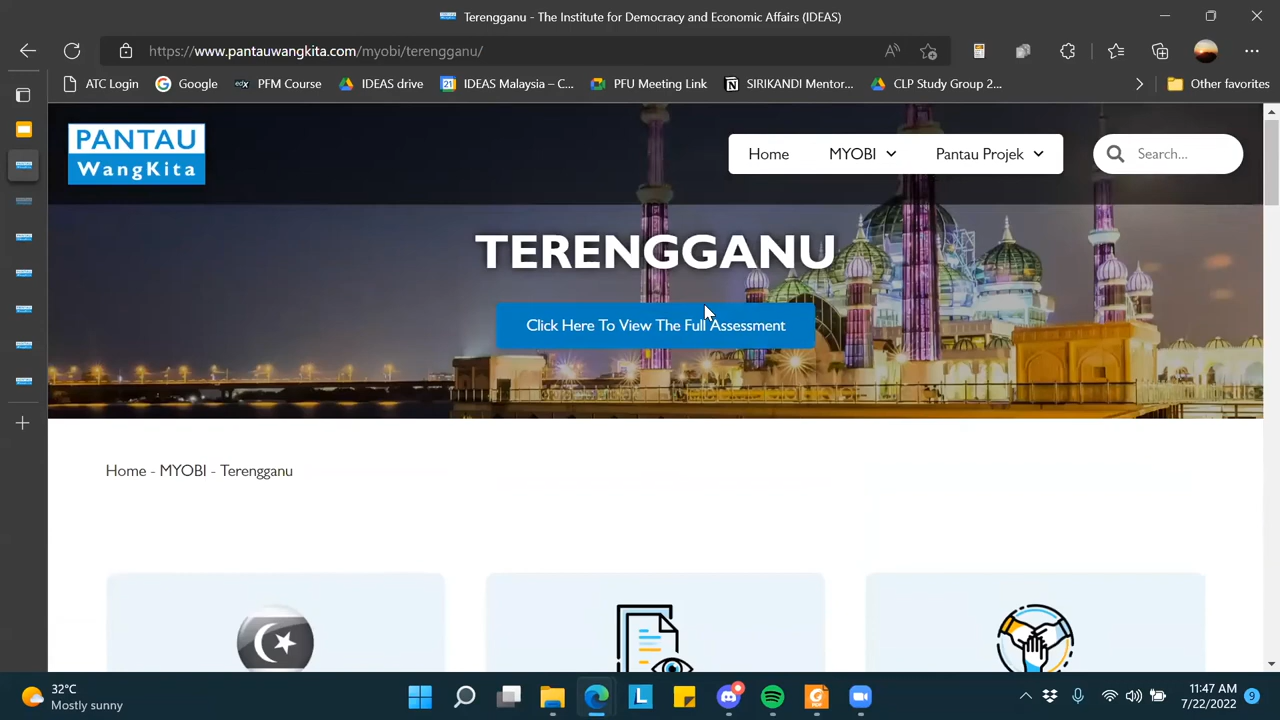 Terengganu - The Institute for Democracy and Economic Affairs (IDEAS)
https://www.pantauwangkita.com/myobi/terengganu/
ATC Login
Google
PFM Course
IDEAS drive
IDEAS Malaysia – C...
PFU Meeting Link
SIRIKANDI Mentor...
CLP Study Group 2...
Other favorites
PANTAU
WangKita
Home
MYOBI
Pantau Projek
Search...
TERENGGANU
Click Here To View The Full Assessment
Home - MYOBI - Terengganu
32°C
Mostly sunny
11:47 AM
7/22/2022
9